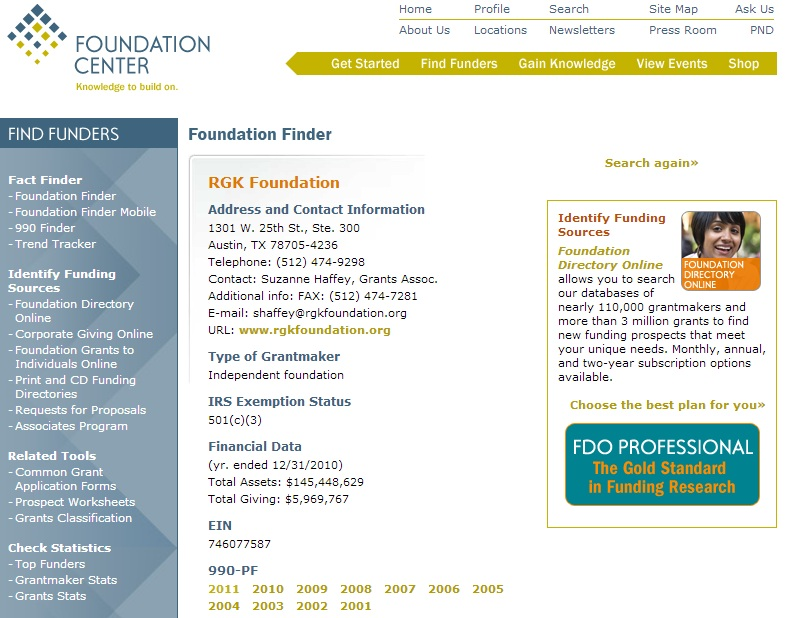 FOUNDATION
CENTER
Knowledge to build on.
Home Profile Search Site Map Ask Us
About Us Locations Newsletters Press Room PND
Get Started Find Funders Gain Knowledge View Events Shop
FIND FUNDERS
Fact Finder
-Foundation Finder
-Foundation Finder Mobile
-990 Finder
-Trend Tracker
Identify Funding
Sources
-Foundation Directory
Online
-Corporate Giving Online
-Foundation Grants to
Individuals Online
-Print and CD Funding
Directories
-Requests for Proposals
-Associates Program
Related Tools
-Common Grant
Application Forms
-Prospect Worksheets
-Grants Classification
Check Statistics
-Top Funders
-Grantmaker Stats
-Grants Stats
Foundation Finder
RGK Foundation
Address and Contact Information
1301 W. 25th St., Ste. 300
Austin, TX 78705-4236
Telephone: (512) 474-9298
Contact: Suzanne Haffey, Grants Assoc.
Additional info: FAX: (512) 474-7281
E-mail: shaffey@rgkfoundation.org
URL: www.rgkfoundation.org
Type of Grantmaker
Independent foundation
IRS Exemption Status
501(c)(3)
Financial Data
(yr. ended 12/31/2010)
Total Assets: $145,448,629
Total Giving: $5,969,767
EIN
746077587
990-PF
2011 2010 2009 2008 2007 2006 2005
2004 2003 2002 2001
Search again»
Identify Funding
Sources
Foundation
Directory Online
allows you to search
our databases of
nearly 110,000 grantmakers and
more than 3 million grants to find
new funding prospects that meet
your unique needs. Monthly, annual,
and two-year subscription options
available.
FOUNDATION
DIRECTORY
ONLINE
Choose the best plan for you»
FDO PROFESSIONAL
The Gold Standard
in Funding Research